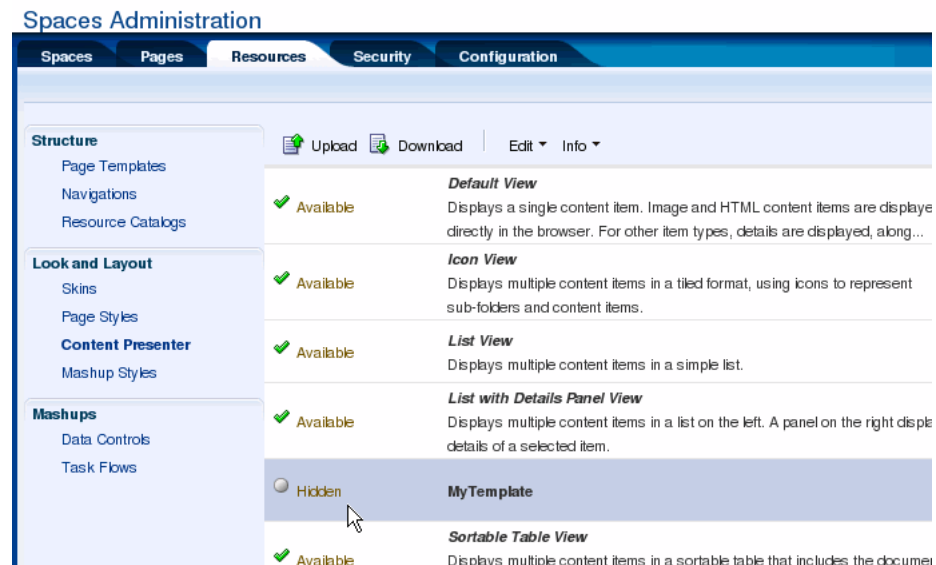 Spaces Administration
Spaces Pages Resources Security Configuration
Structure
Page Templates
Navigations
Resource Catalogs
Look and Layout
Skins
Page Styles
Content Presenter
Mashup Styles
Mashups
Data Controls
Task Flows
Upload Download Edit Info
Default View
Available
Displays a single content item. Image and HTML content items are displaye
directly in the browser. For other item types, details are displayed, along...
Icon View
Available
Displays multiple content items in a tiled format, using icons to represent
sub-folders and content items.
List View
Available
Displays multiple content items in a simple list.
List with Details Panel View
Available
Displays multiple content items in a list on the left. A panel on the right displa
details of a selected item.
Hidden
MyTemplate
Sortable Table View
Available
Displays multiple content items in a sortable table that includes the documen